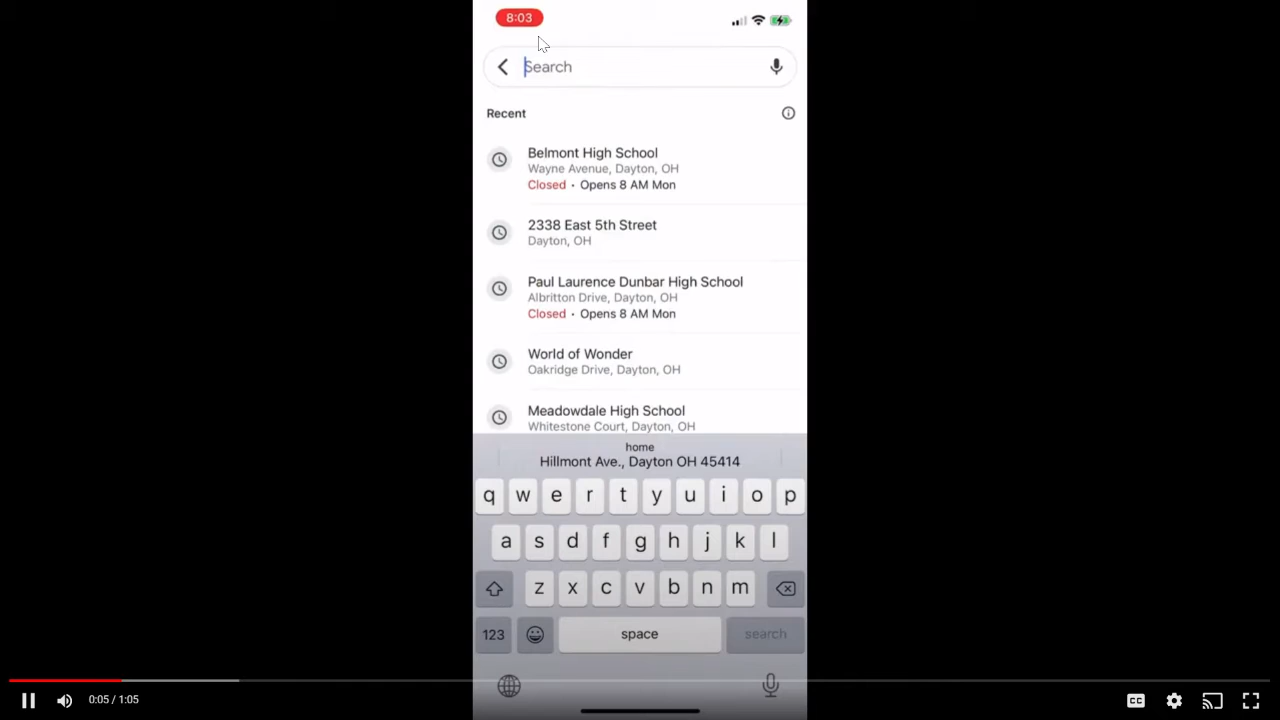 8:03
Search
Recent
Belmont High School
Wayne Avenue, Dayton, OH
Closed · Opens 8 AM Mon
2338 East 5th Street
Dayton, OH
Paul Laurence Dunbar High School
Albritton Drive, Dayton, OH
Closed · Opens 8 AM Mon
World of Wonder
Oakridge Drive, Dayton, OH
Meadowdale High School
Whitestone Court, Dayton, OH
home
Hillmont Ave., Dayton OH 45414
q w e r t y u i o p
a s d f g h j k l
z x c v b n m
123 space search
0:05 / 1:05 CC